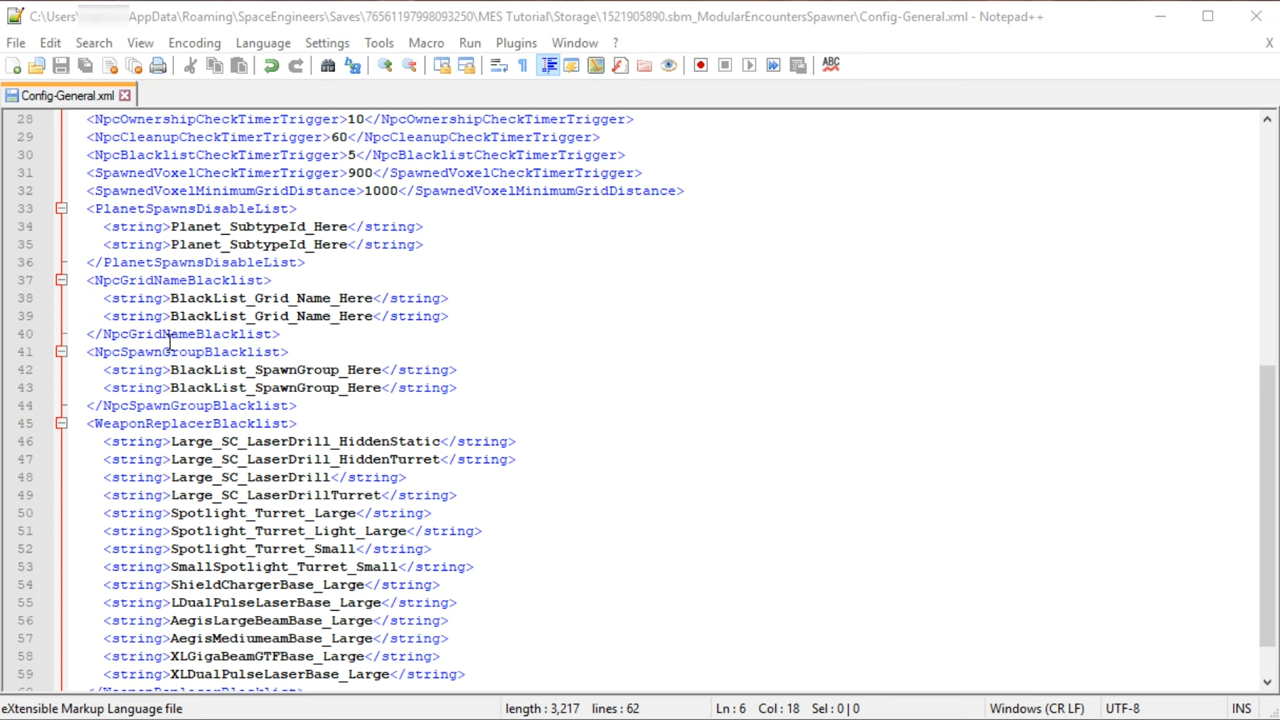 C:\Users\ AppData\Roaming\SpaceEngineers\Saves\76561197998093250\MES Tutorial\Storage\1521905890.sbm_ModularEncountersSpawner\Config-General.xml - Notepad++
File Edit Search View Encoding Language Settings Tools Macro Run Plugins Window ? X
ABC
Config-General.xml
28 <NpcOwnershipCheckTimerTrigger>10</NpcOwnershipCheckTimerTrigger>
29 <NpcCleanupCheckTimerTrigger>60</NpcCleanupCheckTimerTrigger>
30 <NpcBlacklistCheckTimerTrigger>5</NpcBlacklistCheckTimerTrigger>
31 <SpawnedVoxelCheckTimerTrigger>900</SpawnedVoxelCheckTimerTrigger>
32 <SpawnedVoxelMinimumGridDistance>1000</SpawnedVoxelMinimumGridDistance>
33 <PlanetSpawnsDisableList>
34 <string>Planet_SubtypeId_Here</string>
35 <string>Planet_SubtypeId_Here</string>
36 </PlanetSpawnsDisableList>
37 <NpcGridNameBlacklist>
38 <string>BlackList_Grid_Name_Here</string>
39 <string>BlackList_Grid_Name_Here</string>
40 </NpcGridNameBlacklist>
41 <NpcSpawnGroupBlacklist>
42 <string>BlackList_SpawnGroup_Here</string>
43 <string>BlackList_SpawnGroup_Here</string>
44 </NpcSpawnGroupBlacklist>
45 <WeaponReplacerBlacklist>
46 <string>Large_SC_LaserDrill_HiddenStatic</string>
47 <string>Large_SC_LaserDrill_HiddenTurret</string>
48 <string>Large_SC_LaserDrill</string>
49 <string>Large_SC_LaserDrillTurret</string>
50 <string>Spotlight_Turret_Large</string>
51 <string>Spotlight_Turret_Light_Large</string>
52 <string>Spotlight_Turret_Small</string>
53 <string>SmallSpotlight_Turret_Small</string>
54 <string>ShieldChargerBase_Large</string>
55 <string>LDualPulseLaserBase_Large</string>
56 <string>AegisLargeBeamBase_Large</string>
57 <string>AegisMediumeamBase_Large</string>
58 <string>XLGigaBeamGTFBase_Large</string>
59 <string>XLDualPulseLaserBase_Large</string>
60 </WeaponReplacerBlacklist>
eXtensible Markup Language file length : 3,217 lines : 62 Ln : 6 Col : 18 Sel : 0 | 0 Windows (CR LF) UTF-8 INS